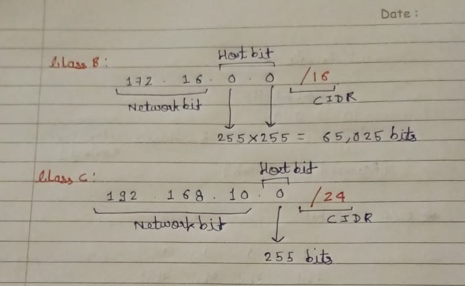 Date :
Host bit
Class B :
172 . 16 . 0 . 0 /16
Network bit
CIDR
255 x 255 = 65,025 bits
Class C :
Host bit
192 . 168 . 10 . 0 /24
Network bit
CIDR
255 bits